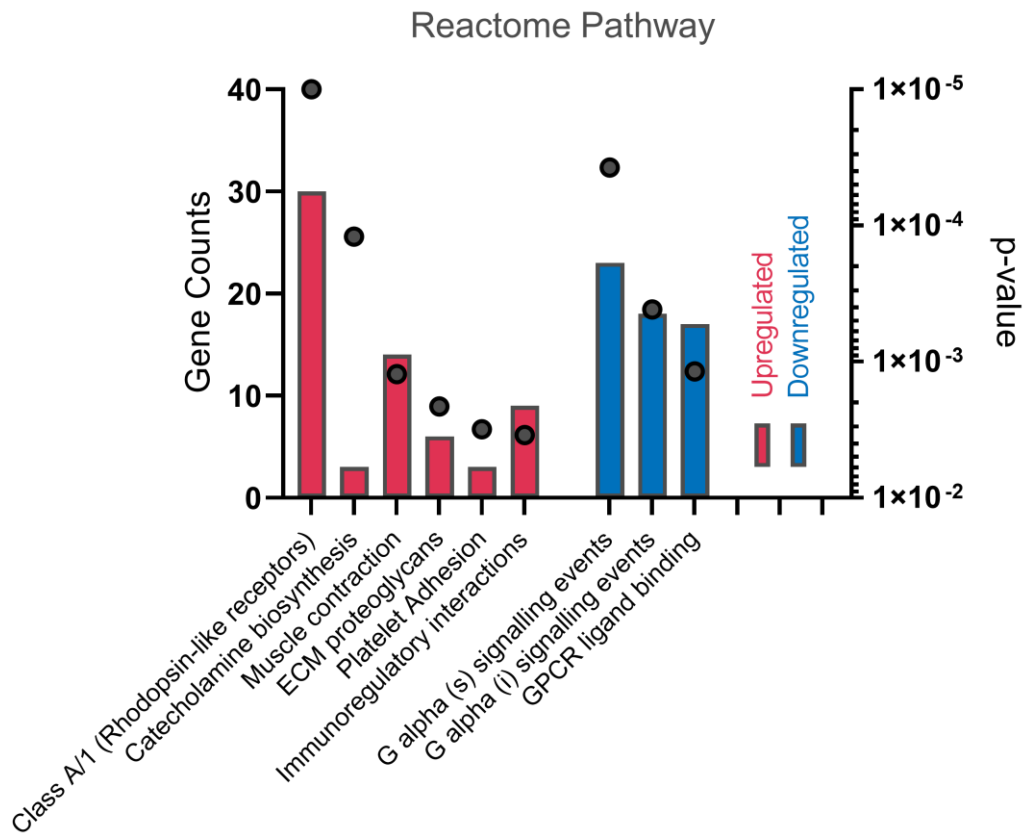 Reactome Pathway
Gene Counts
40
30
20
10
0
1×10-5
1×10-4
1×10-3
1×10-2
p-value
Upregulated
Downregulated
Class A/1 (Rhodopsin-like receptors)
Catecholamine biosynthesis
Muscle contraction
ECM proteoglycans
Platelet Adhesion
Immunoregulatory interactions
G alpha (s) signalling events
G alpha (i) signalling events
GPCR ligand binding